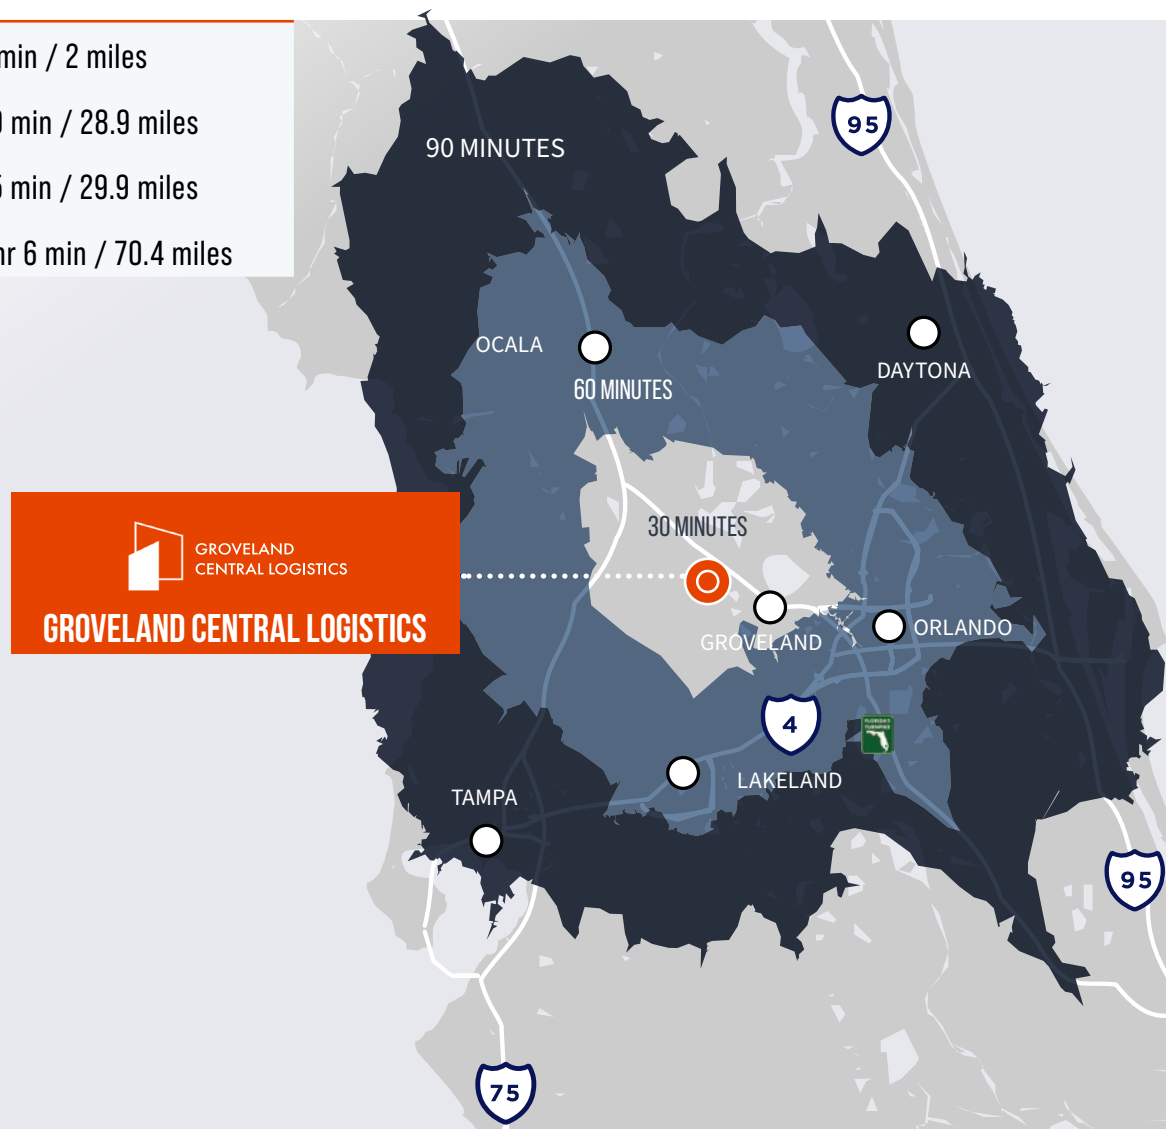 min / 2 miles
min / 28.9 miles
min / 29.9 miles
hr 6 min / 70.4 miles
95
90 MINUTES
OCALA
DAYTONA
60 MINUTES
30 MINUTES
GROVELAND
CENTRAL LOGISTICS
GROVELAND CENTRAL LOGISTICS
GROVELAND
ORLANDO
4
FLORIDA'S
TURNPIKE
LAKELAND
TAMPA
95
75